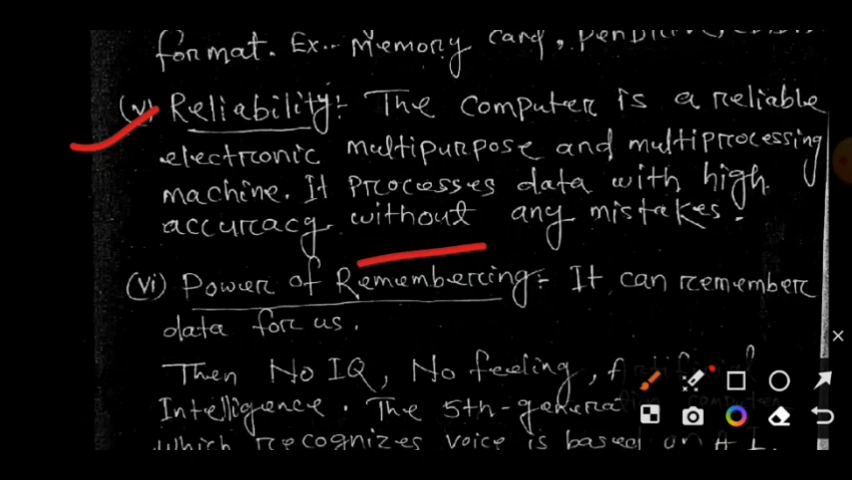 format. Ex... Memory card,
(v) Reliability:- The computer is a reliable
electronic multipurpose and multiprocessing
machine. It processes data with high
accuracy without any mistakes.
(vi) Power of Remembering:- It can remember
data for us.
Then No IQ, No feeling, Artificial
Intelligence. The 5th-generation computer
which recognizes voice is based on A I.